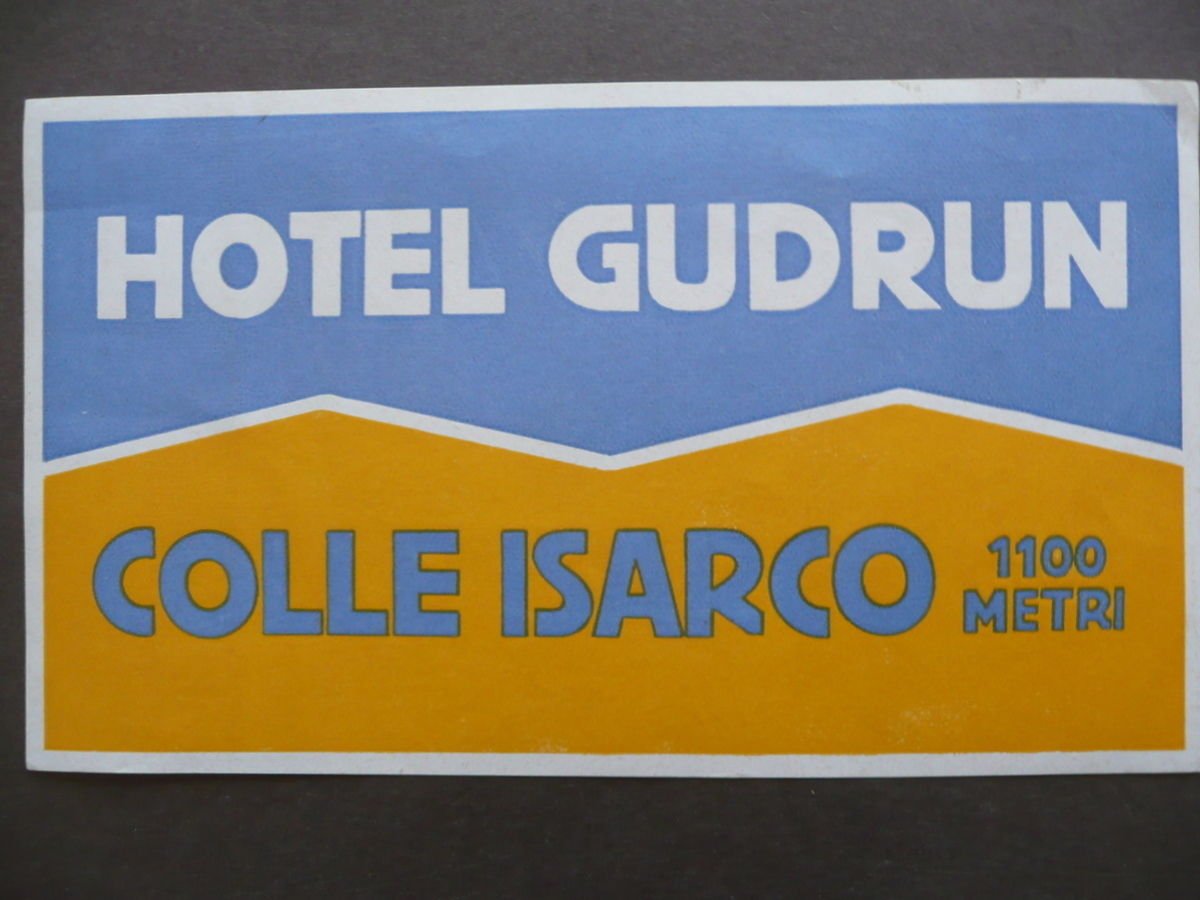 HOTEL GUDRUN
COLLE ISARCO
1100
METRI